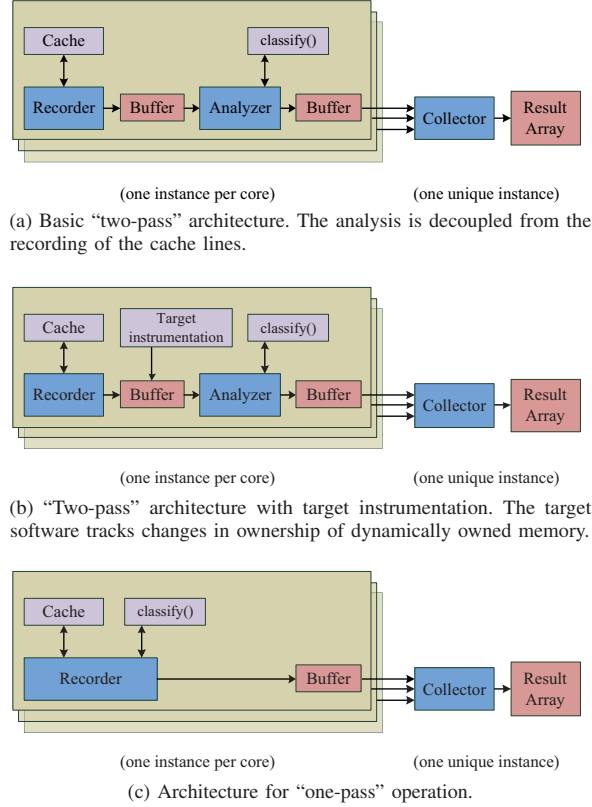 Cache
classify()
Recorder
Buffer
Analyzer
Buffer
Collector
Result
Array
(one instance per core)
(one unique instance)
(a) Basic “two-pass” architecture. The analysis is decoupled from the
recording of the cache lines.
Cache
Target
instrumentation
classify()
Recorder
Buffer
Analyzer
Buffer
Collector
Result
Array
(one instance per core)
(one unique instance)
(b) “Two-pass” architecture with target instrumentation. The target
software tracks changes in ownership of dynamically owned memory.
Cache
classify()
Recorder
Buffer
Collector
Result
Array
(one instance per core)
(one unique instance)
(c) Architecture for “one-pass” operation.